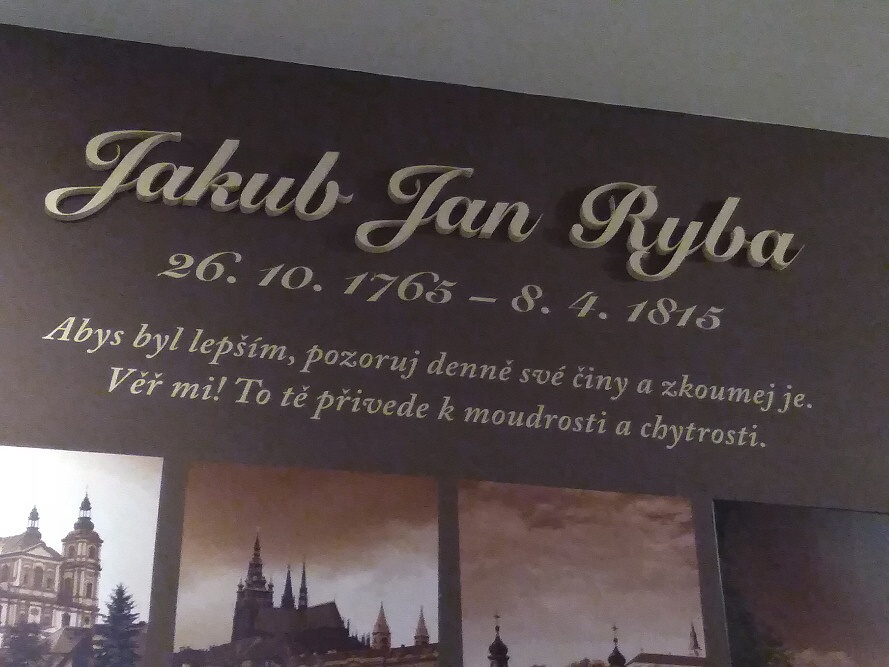 Jakub Jan Ryba
26. 10. 1765 – 8. 4. 1815
Abys byl lepším, pozoruj denně své činy a zkoumej je.
Věř mi! To tě přivede k moudrosti a chytrosti.